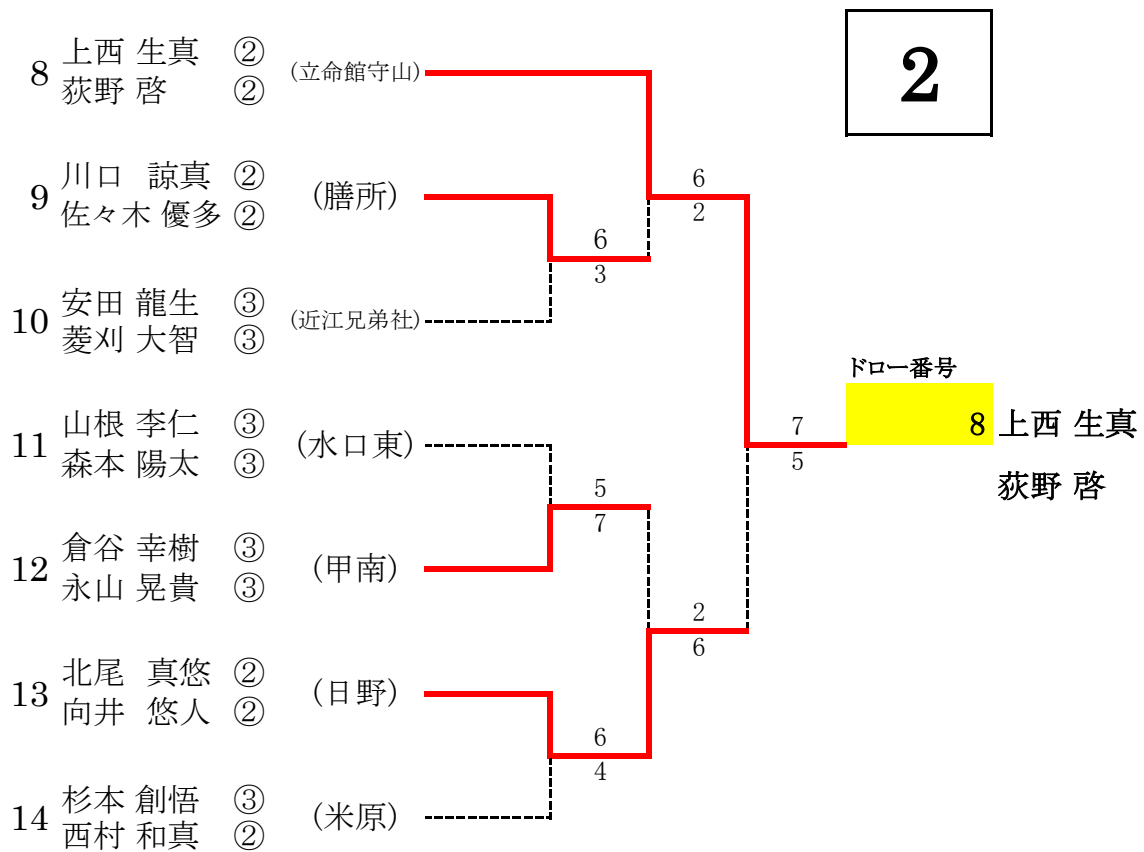 2
8 上西 生真 ② (立命館守山)
荻野 啓 ②
9 川口 諒真 ② (膳所)
佐々木 優多 ②
6
2
6
3
10 安田 龍生 ③ (近江兄弟社)
菱刈 大智 ③
ドロー番号
11 山根 李仁 ③ (水口東)
森本 陽太 ③
7
5
8 上西 生真
荻野 啓
5
7
12 倉谷 幸樹 ③ (甲南)
永山 晃貴 ③
2
6
13 北尾 真悠 ② (日野)
向井 悠人 ②
6
4
14 杉本 創悟 ③ (米原)
西村 和真 ②